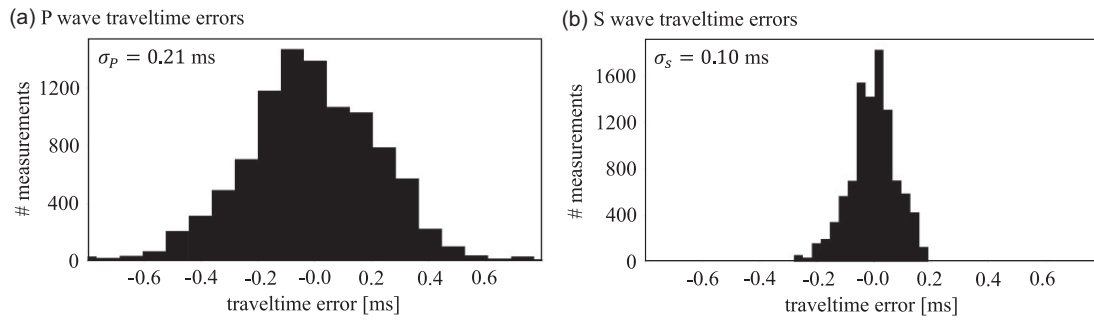 (a) P wave traveltime errors
σ_P = 0.21 ms
# measurements
1200
800
400
0
-0.6 -0.4 -0.2 -0.0 0.2 0.4 0.6
traveltime error [ms]
(b) S wave traveltime errors
σ_S = 0.10 ms
# measurements
1600
1200
800
400
0
-0.6 -0.4 -0.2 -0.0 0.2 0.4 0.6
traveltime error [ms]